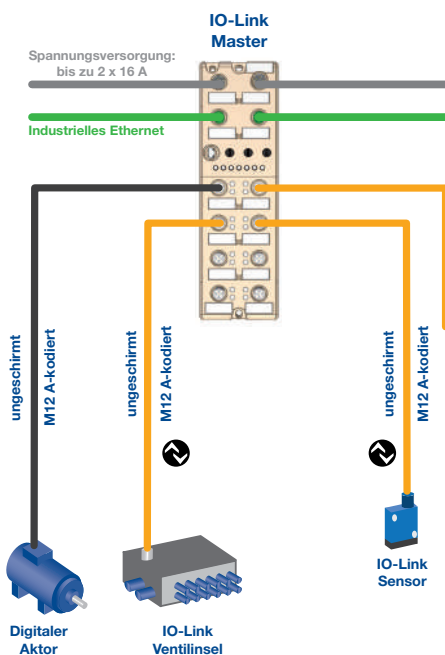 IO-Link
Master
Spannungsversorgung:
bis zu 2 x 16 A
Industrielles Ethernet
ungeschirmt
M12 A-kodiert
ungeschirmt
M12 A-kodiert
ungeschirmt
M12 A-kodiert
Digitaler
Aktor
IO-Link
Ventilinsel
IO-Link
Sensor